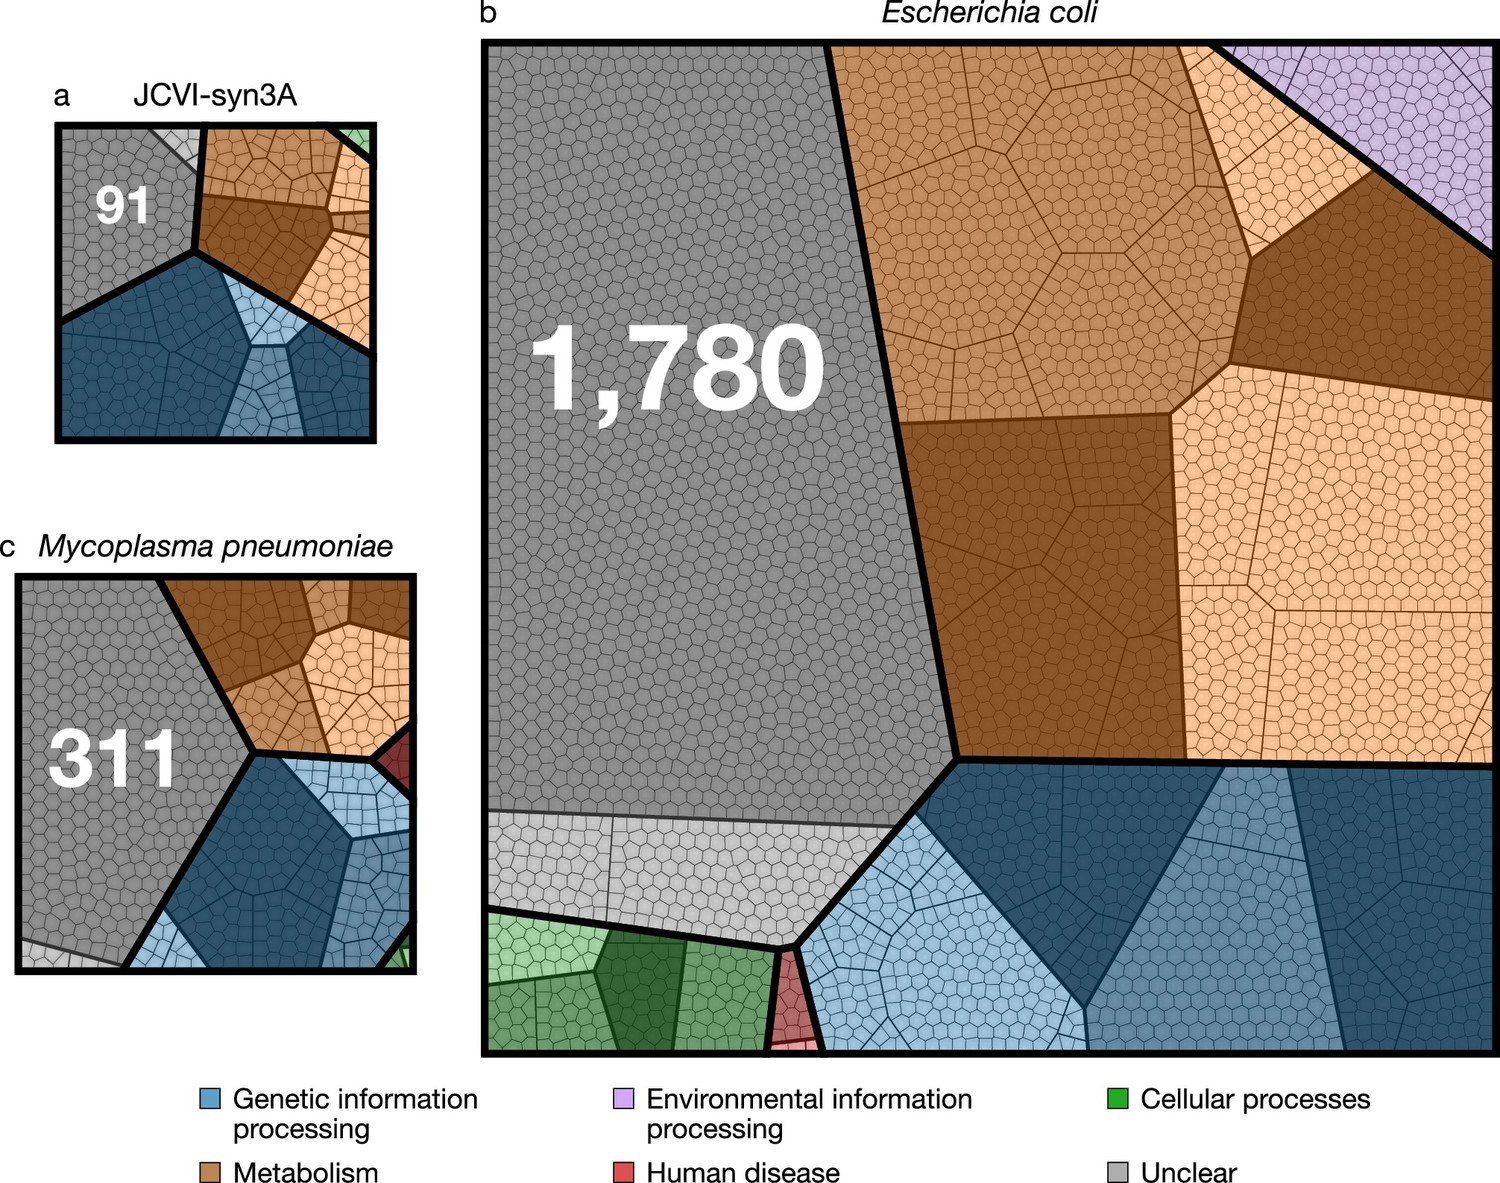 b Escherichia coli
a JCVI-syn3A
91
1,780
c Mycoplasma pneumoniae
311
Genetic information processing
Environmental information processing
Cellular processes
Metabolism
Human disease
Unclear